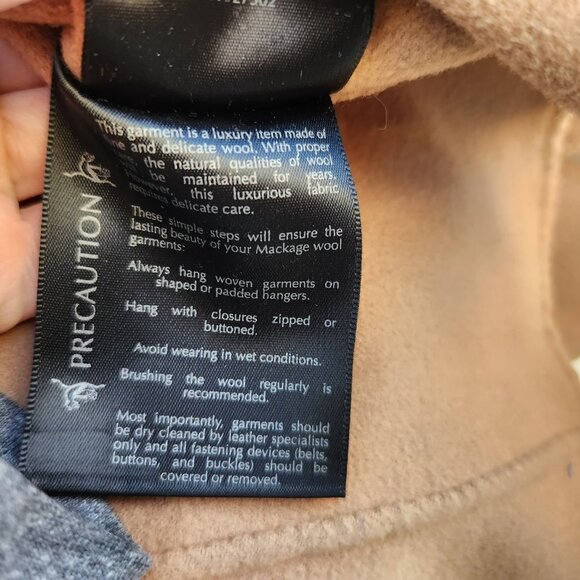 This garment is a luxury item made of
and delicate wool. With proper
the natural qualities of wool
be maintained for years.
However, this luxurious fabric
requires delicate care.
These simple steps will ensure the
lasting beauty of your Mackage wool
garments:
Always hang woven garments on
shaped or padded hangers.
Hang with closures zipped or
buttoned.
Avoid wearing in wet conditions.
Brushing the wool regularly is
recommended.
Most importantly, garments should
be dry cleaned by leather specialists
only and all fastening devices (belts,
buttons, and buckles) should be
covered or removed.
PRECAUTION